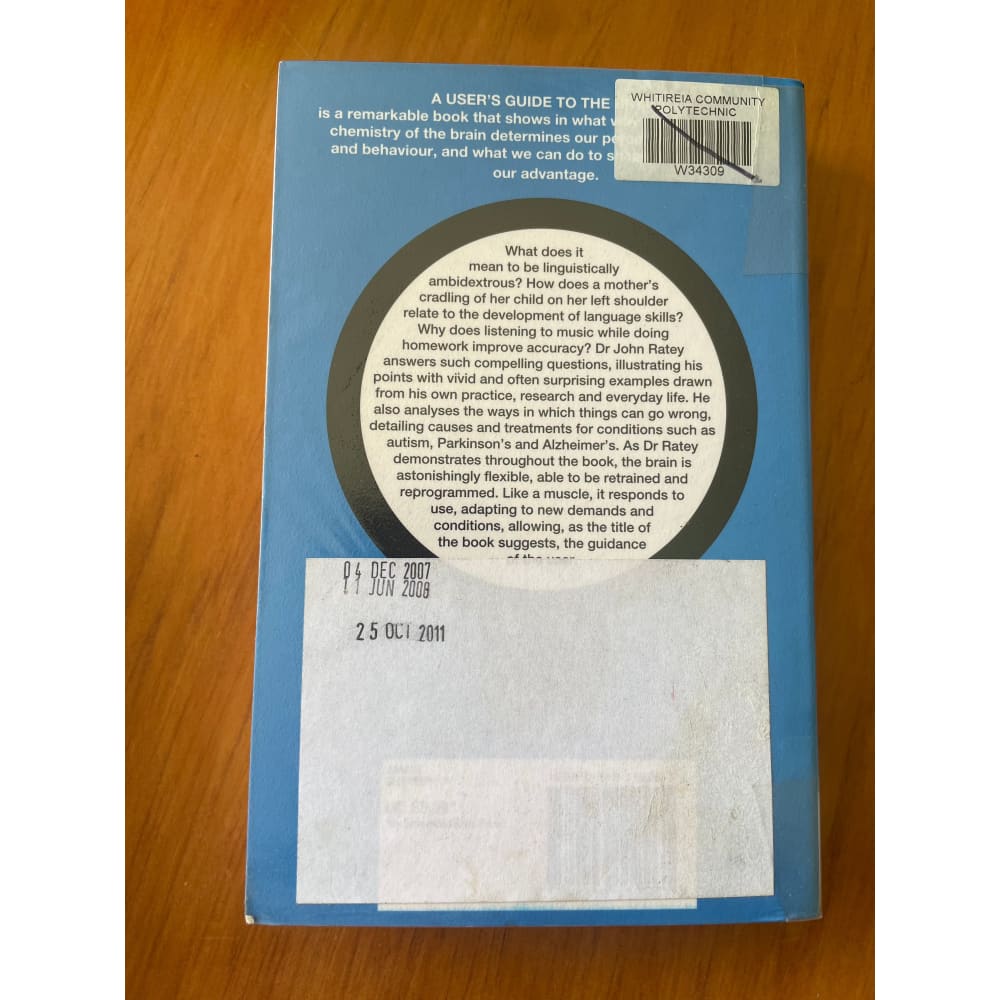 A USER'S GUIDE TO THE
is a remarkable book that shows in what
chemistry of the brain determines our
and behaviour, and what we can do to
our advantage.
WHITIREIA COMMUNITY
POLYTECHNIC
W34309
What does it
mean to be linguistically
ambidextrous? How does a mother's
cradling of her child on her left shoulder
relate to the development of language skills?
Why does listening to music while doing
homework improve accuracy? Dr John Ratey
answers such compelling questions, illustrating his
points with vivid and often surprising examples drawn
from his own practice, research and everyday life. He
also analyses the ways in which things can go wrong,
detailing causes and treatments for conditions such as
autism, Parkinson's and Alzheimer's. As Dr Ratey
demonstrates throughout the book, the brain is
astonishingly flexible, able to be retrained and
reprogrammed. Like a muscle, it responds to
use, adapting to new demands and
conditions, allowing, as the title of
the book suggests, the guidance
of the user
04 DEC 2007
11 JUN 2008
25 OCT 2011